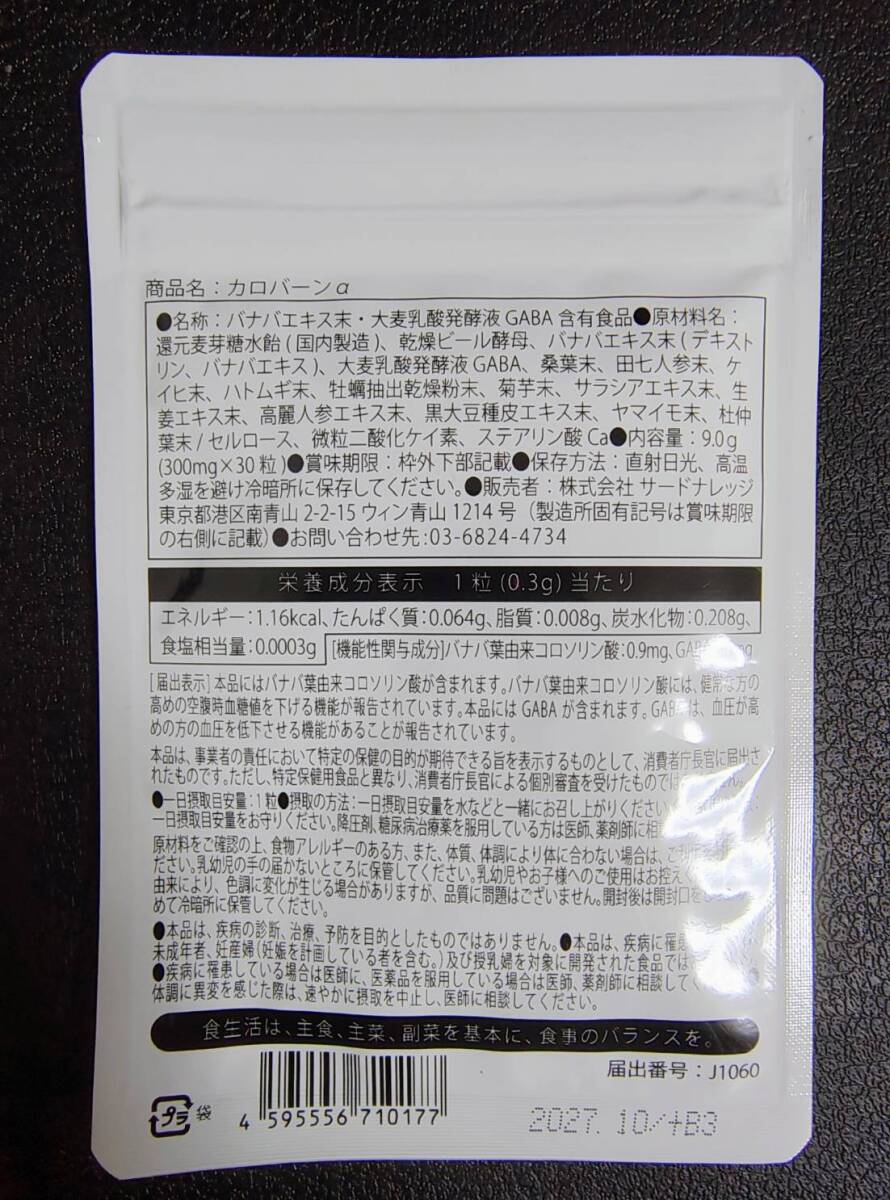 商品名：カロバーンα
●名称：バナバエキス末・大麦乳酸発酵液 GABA 含有食品●原材料名：
還元麦芽糖水飴 ( 国内製造 )、乾燥ビール酵母、バナバエキス末 ( デキスト
リン、バナバエキス )、大麦乳酸発酵液 GABA、桑葉末、田七人参末、ケ
イヒ末、ハトムギ末、牡蠣抽出乾燥粉末、菊芋末、サラシアエキス末、生
姜エキス末、高麗人参エキス末、黒大豆種皮エキス末、ヤマイモ末、杜仲
葉末 / セルロース、微粒二酸化ケイ素、ステアリン酸 Ca●内容量：9.0g
(300mg×30 粒 )●賞味期限：枠外下部記載●保存方法：直射日光、高温
多湿を避け冷暗所に保存してください。●販売者：株式会社 サードナレッジ
東京都港区南青山 2-2-15 ウィン青山 1214 号（製造所固有記号は賞味期限
の右側に記載）●お問い合わせ先:03-6824-4734
栄養成分表示 1 粒 (0.3g) 当たり
エネルギー：1.16kcal、たんぱく質：0.064g、脂質：0.008g、炭水化物：0.208g、
食塩相当量：0.0003g [機能性関与成分]バナバ葉由来コロソリン酸：0.9mg、
[ 届出表示 ] 本品にはバナバ葉由来コロソリン酸が含まれます。バナバ葉由来コロソリン酸には、健常な方の
高めの空腹時血糖値を下げる機能が報告されています。本品には GABA が含まれます。は、血圧が高
めの方の血圧を低下させる機能があることが報告されています。
本品は、事業者の責任において特定の保健の目的が期待できる旨を表示するものとして、消費者庁長官に届出さ
れたものです。ただし、特定保健用食品と異なり、消費者庁長官による個別審査を受けたものでは
●一日摂取目安量：1 粒●摂取の方法：一日摂取目安量を水などと一緒にお召し上がりください
一日摂取目安量をお守りください。降圧剤、糖尿病治療薬を服用している方は医師、薬剤師に相
原材料をご確認の上、食物アレルギーのある方、また、体質、体調により体に合わない場合は、
ださい。乳幼児の手の届かないところに保管してください。乳幼児やお子様へのご使用はお控え
由来により、色調に変化が生じる場合がありますが、品質に問題はございません。開封後は開封口を
めて冷暗所に保管してください。
●本品は、疾病の診断、治療、予防を目的としたものではありません。●本品は、疾病に罹患
未成年者、妊産婦（妊娠を計画している者を含む。）及び授乳婦を対象に開発された食品では
●疾病に罹患している場合は医師に、医薬品を服用している場合は医師、薬剤師に相談して
体調に異変を感じた際は、速やかに摂取を中止し、医師に相談してください。
食生活は、主食、主菜、副菜を基本に、食事のバランスを。
届出番号：J1060
プラ 袋
4 595556 710177
2027. 10/+B3